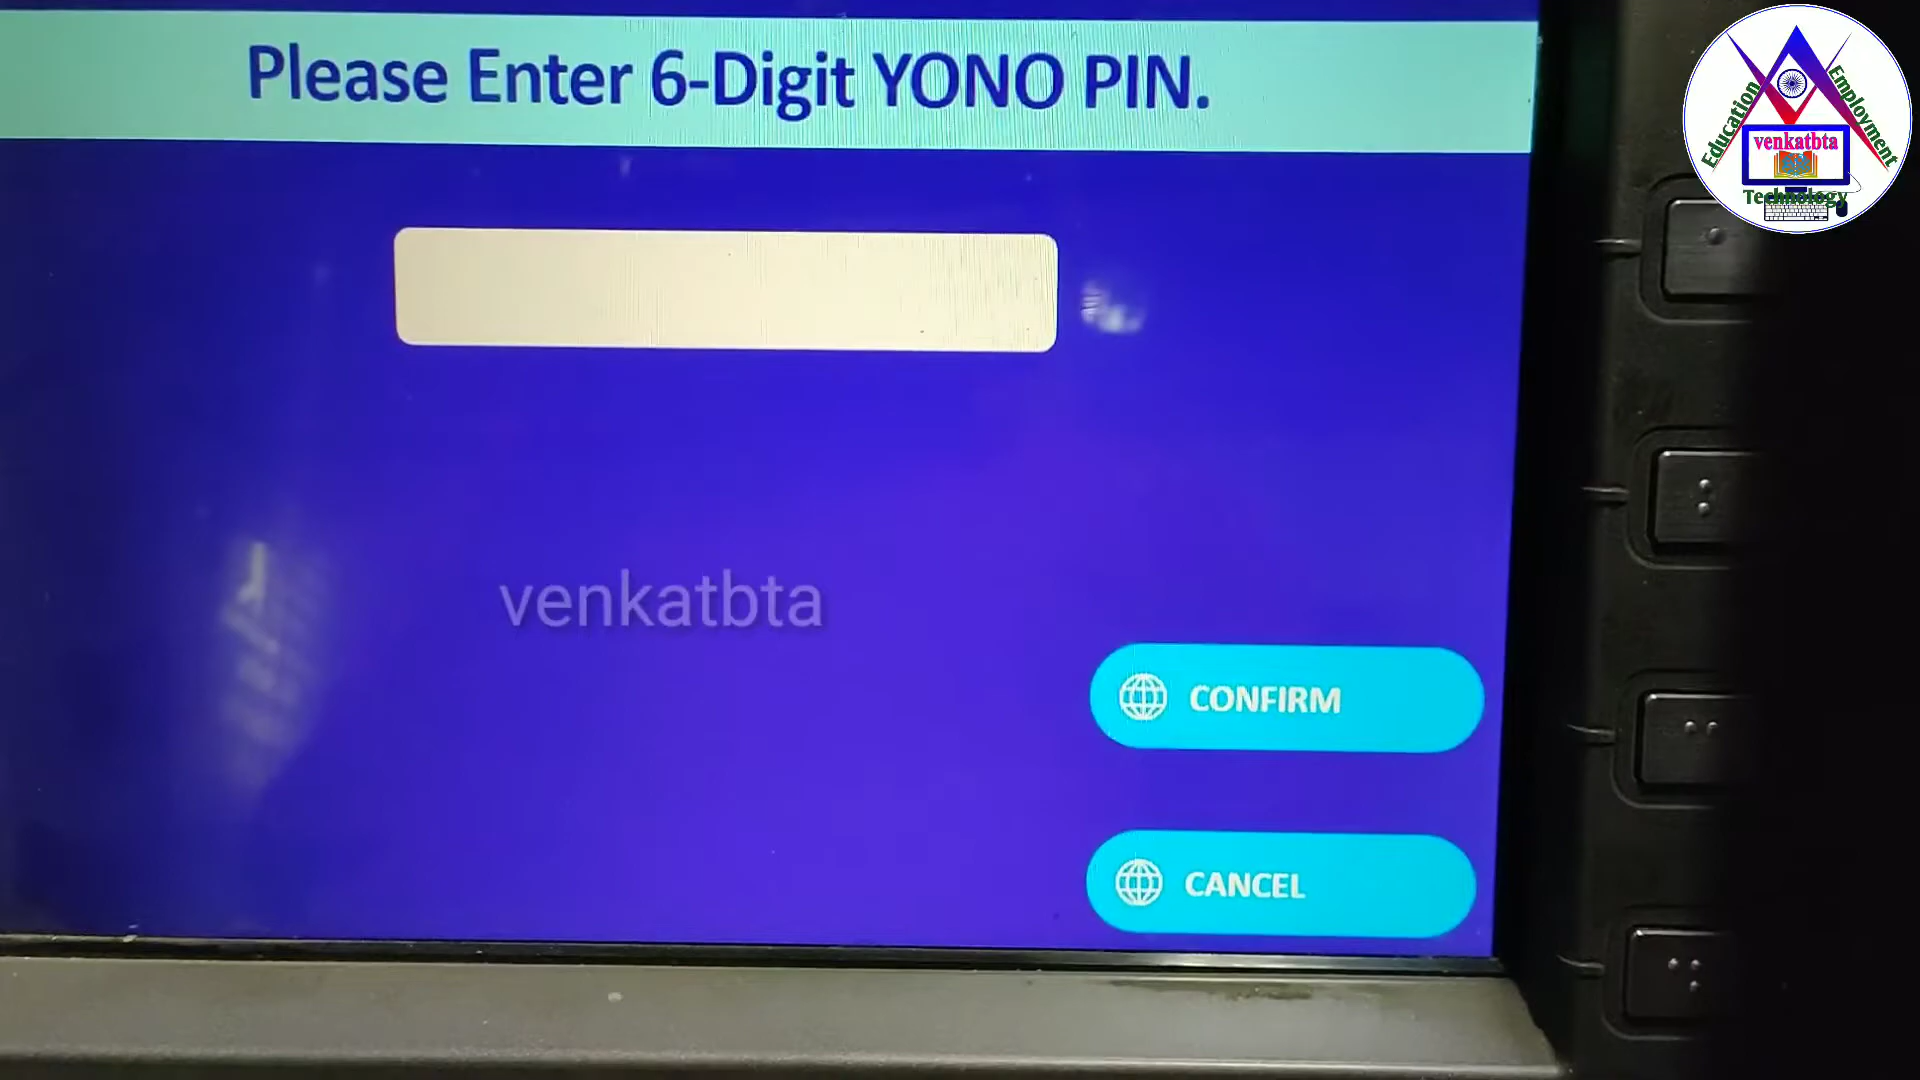 Please Enter 6-Digit YONO PIN.
Education
Employment
venkatbta
Technology
venkatbta
CONFIRM
CANCEL